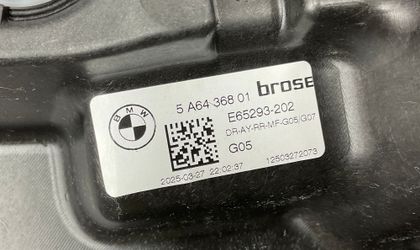 BMW
5 A64 368 01 brose
E65293-202
DR-AY-RR-MF-G05/G07
G05
2025-03-27 22:02:37 12503272073